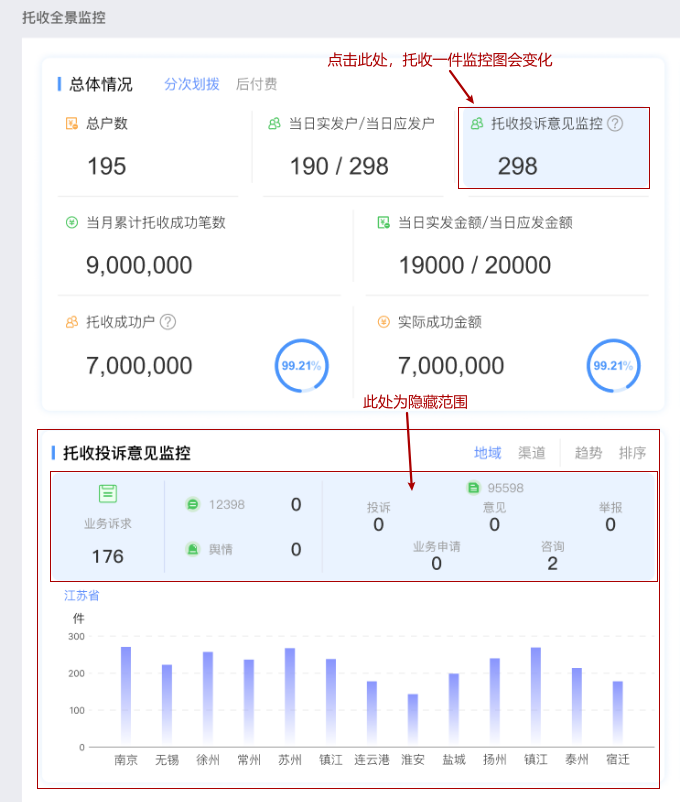 托收全景监控
点击此处，托收一件监控图会变化
总体情况 分次划拨 后付费
总户数
195
当日实发户/当日应发户
190 / 298
托收投诉意见监控 ?
298
当月累计托收成功笔数
9,000,000
当日实发金额/当日应发金额
19000 / 20000
托收成功户 ?
7,000,000
99.21%
实际成功金额
7,000,000
99.21%
此处为隐藏范围
托收投诉意见监控 地域 渠道 趋势 排序
业务诉求
176
12398 0
舆情 0
95598
投诉
0
意见
0
举报
0
业务申请
0
咨询
2
江苏省
件
300
200
100
0
南京 无锡 徐州 常州 苏州 镇江 连云港 淮安 盐城 扬州 镇江 泰州 宿迁